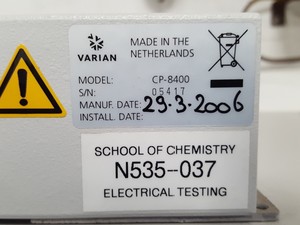 VARIAN
MADE IN THE
NETHERLANDS
MODEL: CP-8400
S/N: 05417
MANUF. DATE: 29.3.2006
INSTALL. DATE:
SCHOOL OF CHEMISTRY
N535--037
ELECTRICAL TESTING